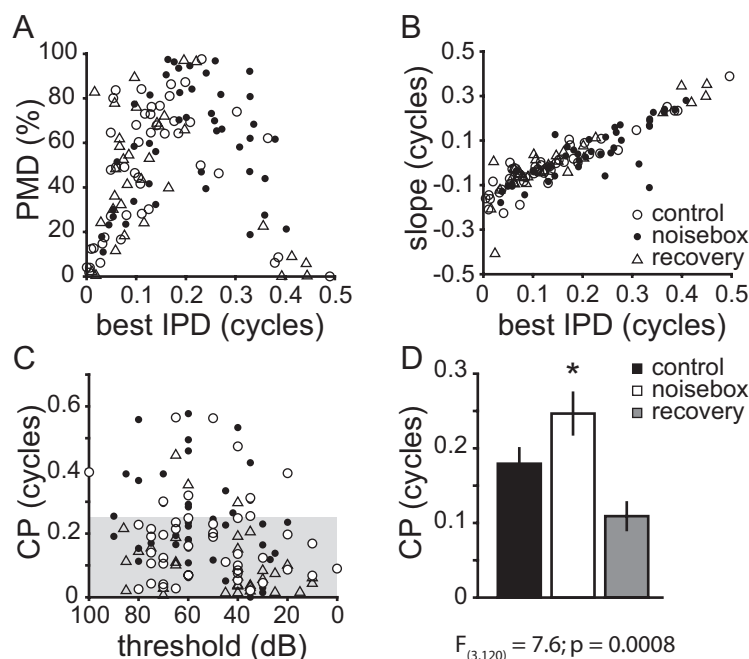 A
PMD (%)
100
80
60
40
20
0
0 0.1 0.2 0.3 0.4 0.5
best IPD (cycles)
B
slope (cycles)
0.5
0.3
0.1
-0.1
-0.3
-0.5
control
noisebox
recovery
0 0.1 0.2 0.3 0.4 0.5
best IPD (cycles)
C
CP (cycles)
0.6
0.4
0.2
0
100 80 60 40 20 0
threshold (dB)
D
CP (cycles)
0.3
0.2
0.1
0
*
control
noisebox
recovery
F(3,120) = 7.6; p = 0.0008